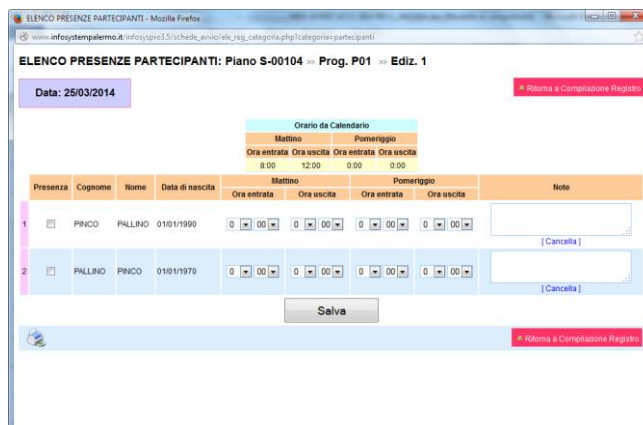 ELENCO PRESENZE PARTECIPANTI - Mozilla Firefox
www.infosystempalermo.it/infosyspro3.5/schede_avvio/ele_reg_categoria.php?categoria=partecipanti
ELENCO PRESENZE PARTECIPANTI: Piano S-00104 >> Prog. P01 >> Ediz. 1
Data: 25/03/2014
Ritorna a Compilazione Registro
Orario da Calendario
Mattino Pomeriggio
Ora entrata Ora uscita Ora entrata Ora uscita
8:00 12:00 0:00 0:00
Presenza Cognome Nome Data di nascita Mattino Pomeriggio Note
Ora entrata Ora uscita Ora entrata Ora uscita
1 PINCO PALLINO 01/01/1990 0 00 0 00 0 00 0 00
[ Cancella ]
2 PALLINO PINCO 01/01/1970 0 00 0 00 0 00 0 00
[ Cancella ]
Salva
Ritorna a Compilazione Registro